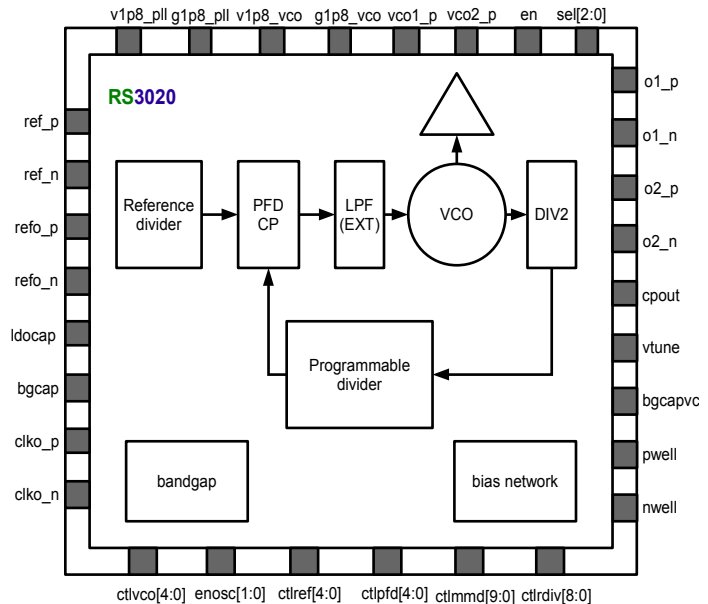 v1p8_pll g1p8_pll v1p8_vco g1p8_vco vco1_p vco2_p en sel[2:0]
RS3020
ref_p
ref_n
refo_p
refo_n
ldocap
bgcap
clko_p
clko_n
Reference
divider
PFD
CP
LPF
(EXT)
VCO
DIV2
Programmable
divider
bandgap
bias network
o1_p
o1_n
o2_p
o2_n
cpout
vtune
bgcapvc
pwell
nwell
ctlvco[4:0] enosc[1:0] ctlref[4:0] ctlpfd[4:0] ctlmmd[9:0] ctlrdiv[8:0]